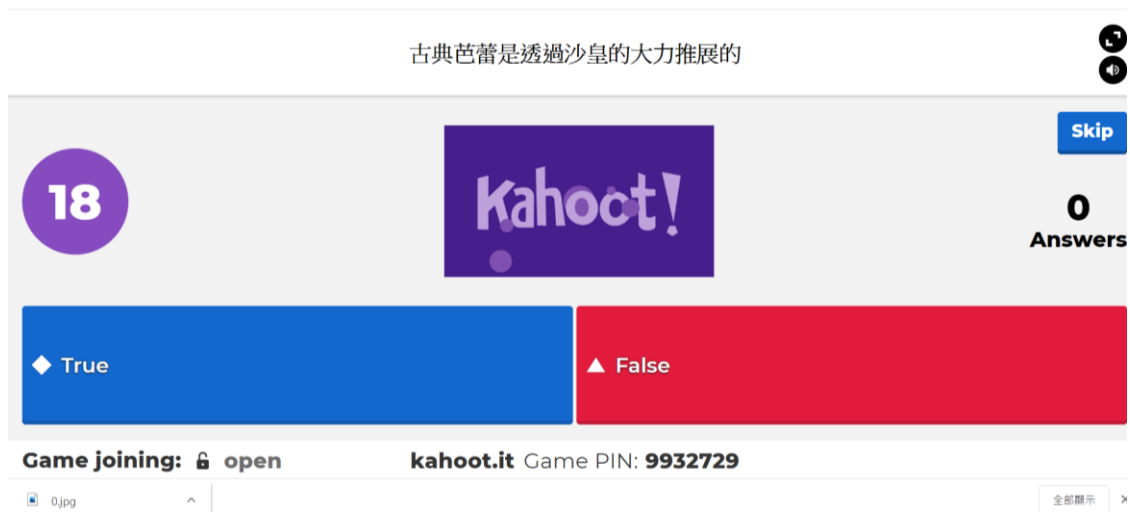 古典芭蕾是透過沙皇的大力推展的
Skip
18
Kahoot!
0
Answers
True
False
Game joining: open
kahoot.it Game PIN: 9932729
0.jpg
全部顯示